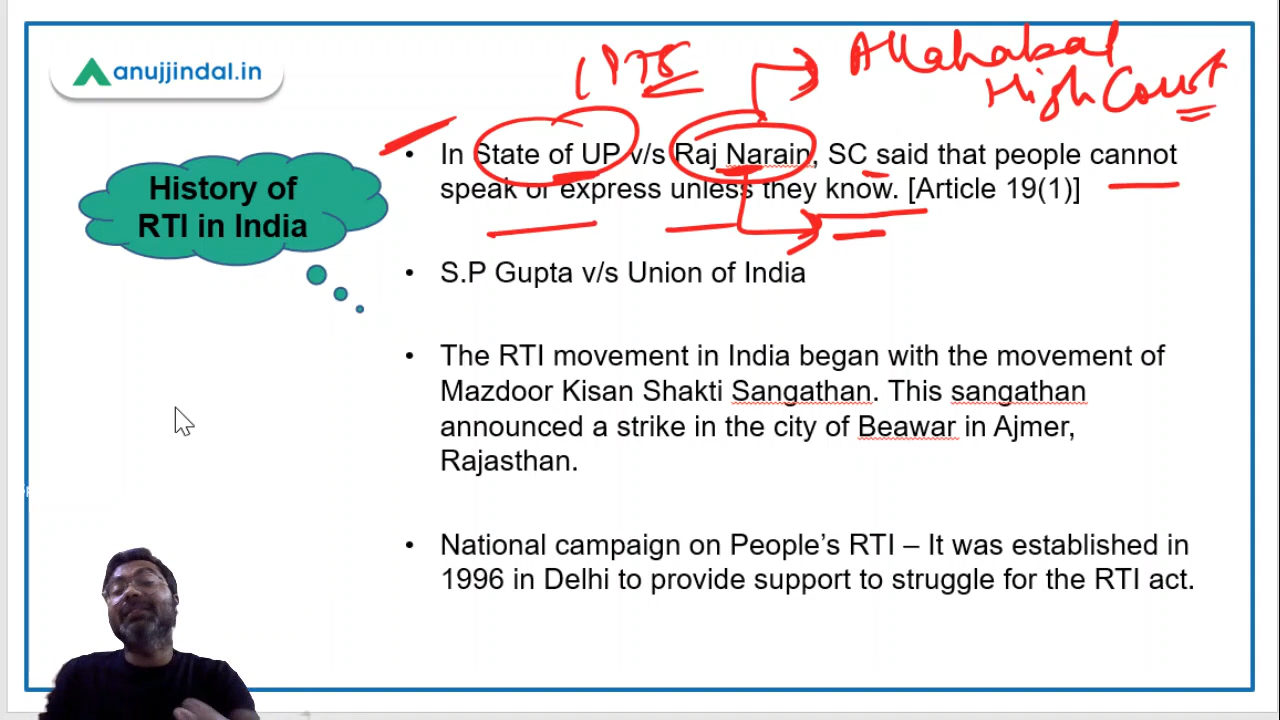 anujjindal.in
1975
Allahabad
High Court
History of
RTI in India
• In State of UP v/s Raj Narain, SC said that people cannot
speak or express unless they know. [Article 19(1)]
• S.P Gupta v/s Union of India
• The RTI movement in India began with the movement of
Mazdoor Kisan Shakti Sangathan. This sangathan
announced a strike in the city of Beawar in Ajmer,
Rajasthan.
• National campaign on People’s RTI – It was established in
1996 in Delhi to provide support to struggle for the RTI act.